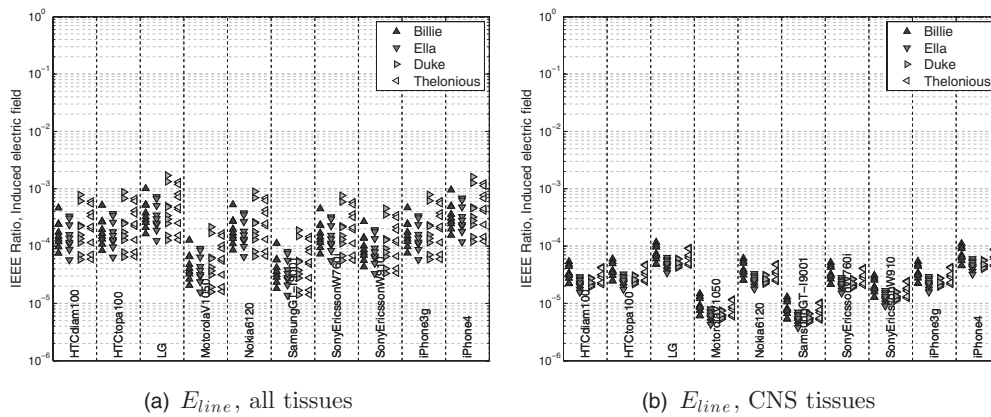 IEEE Ratio, Induced electric field
10^0
10^-1
10^-2
10^-3
10^-4
10^-5
10^-6
Billie
Ella
Duke
Thelonious
HTCdiam100
HTCtopa100
LG
Nokia6120
iPhone3g
iPhone4
(a) E_line, all tissues
IEEE Ratio, Induced electric field
10^0
10^-1
10^-2
10^-3
10^-4
10^-5
10^-6
Billie
Ella
Duke
Thelonious
HTCdiam100
HTCtopa100
LG
Nokia6120
iPhone3g
iPhone4
(b) E_line, CNS tissues